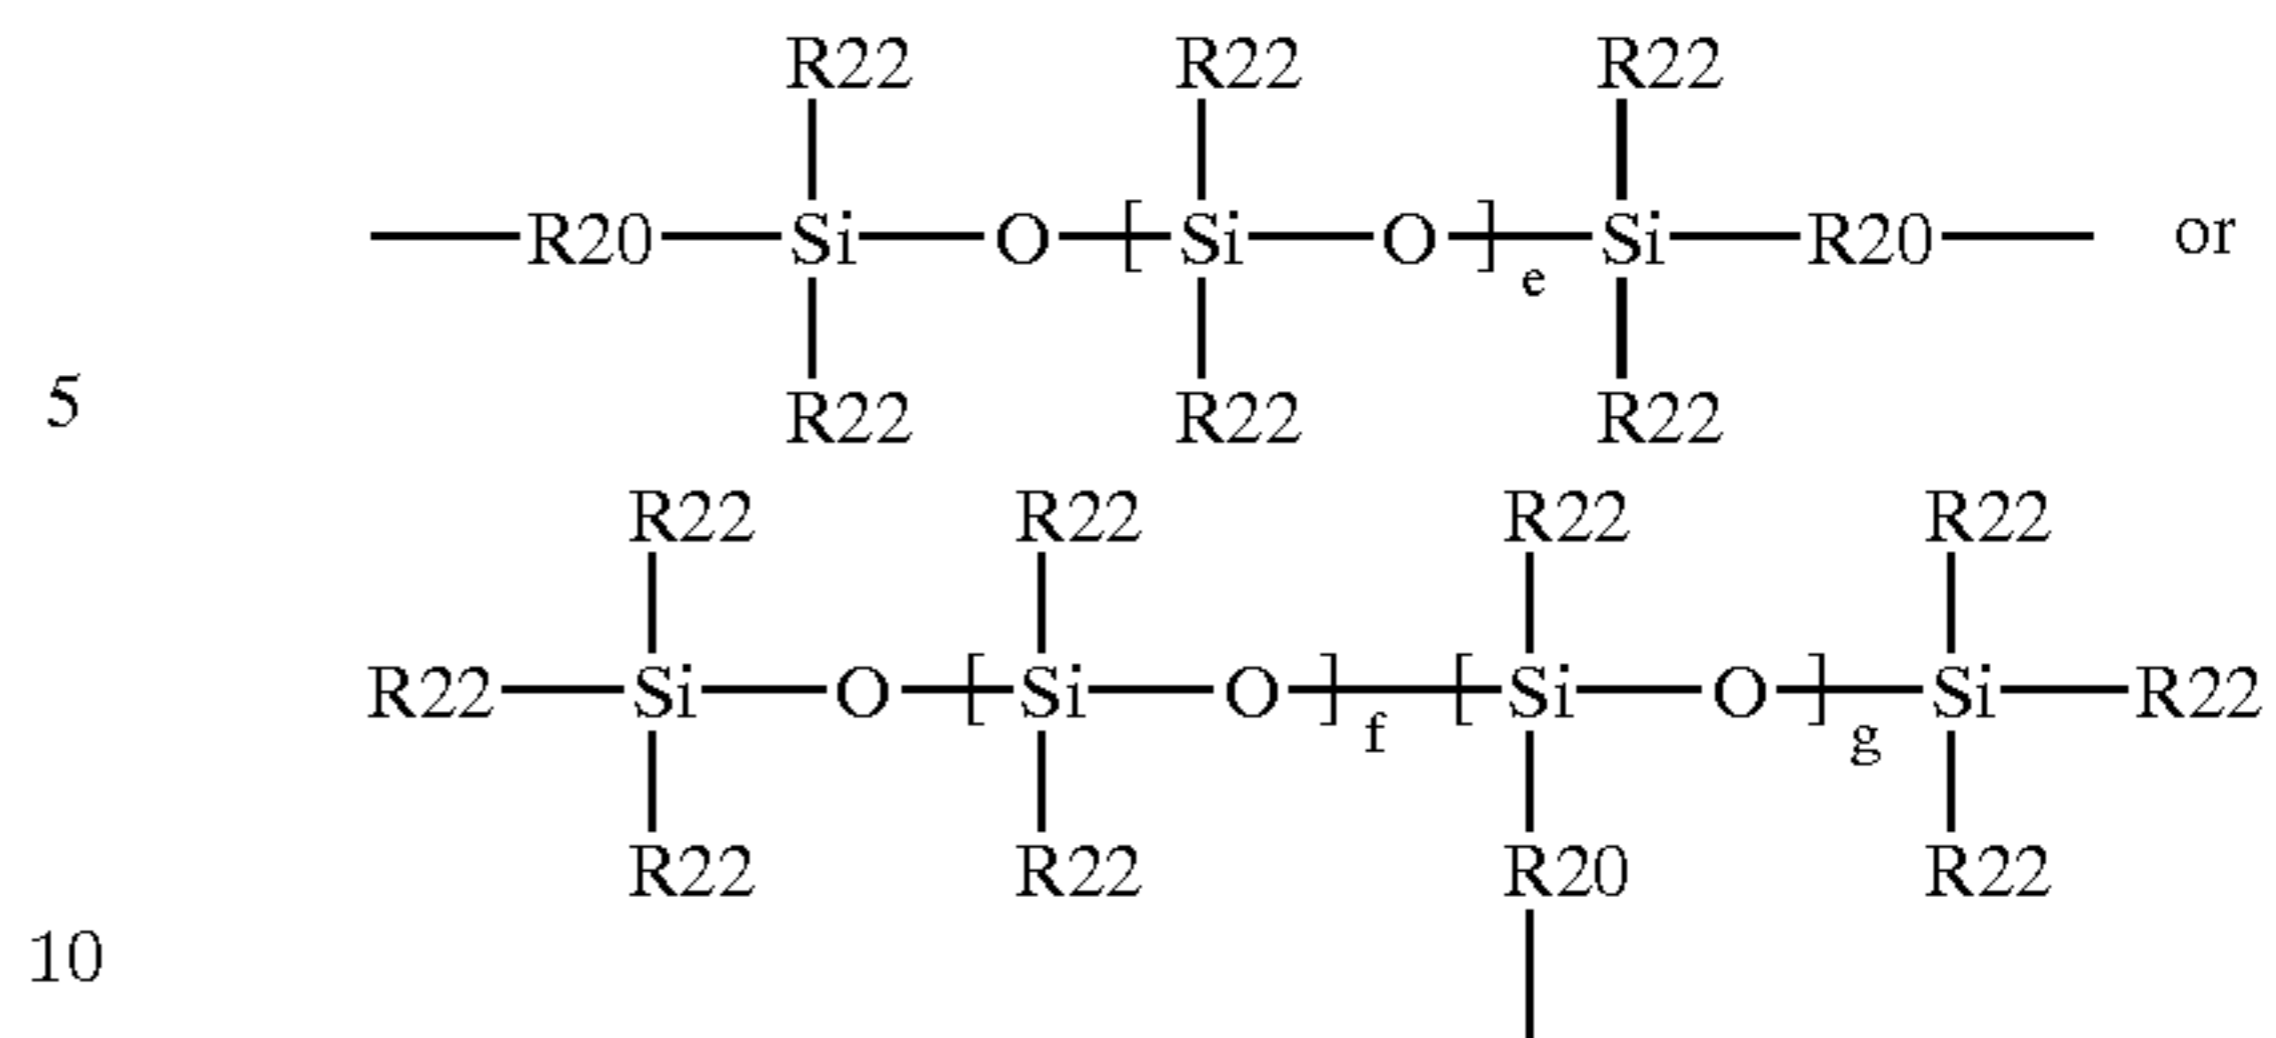 R22 R22 R22
R20 Si O [ Si O ]e Si R20 or
5
R22 R22 R22
R22 R22 R22 R22
R22 Si O [ Si O ]f [ Si O ]g Si R22
R22 R22 R20 R22
10